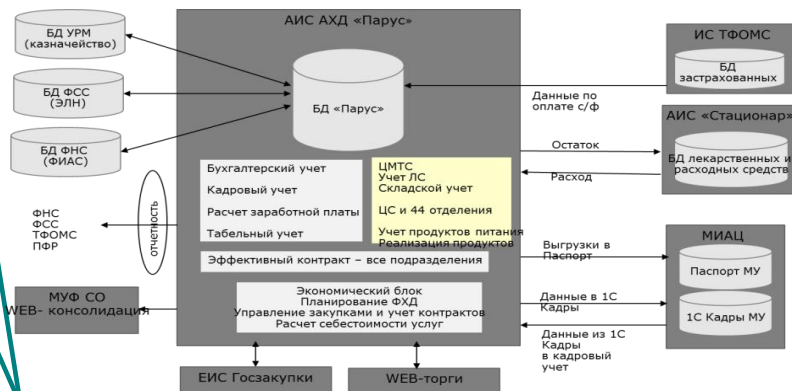 АИС АХД «Парус»
БД УРМ
(казначейство)
БД ФСС
(ЭЛН)
БД ФНС
(ФИАС)
БД «Парус»
ИС ТФОМС
БД
застрахованных
Данные по
оплате с/ф
АИС «Стационар»
БД лекарственных и
расходных средств
Остаток
Расход
Бухгалтерский учет
Кадровый учет
Расчет заработной платы
Табельный учет
ЦМТС
Учет ЛС
Складской учет
ЦС и 44 отделения
Учет продуктов питания
Реализация продуктов
Эффективный контракт – все подразделения
Экономический блок
Планирование ФХД
Управление закупками и учет контрактов
Расчет себестоимости услуг
отчетность
ФНС
ФСС
ТФОМС
ПФР
МУФ СО
WEB- консолидация
Выгрузки в
Паспорт
Данные в 1С
Кадры
Данные из 1С
Кадры
в кадровый
учет
МИАЦ
Паспорт МУ
1С Кадры МУ
ЕИС Госзакупки
WEB-торги